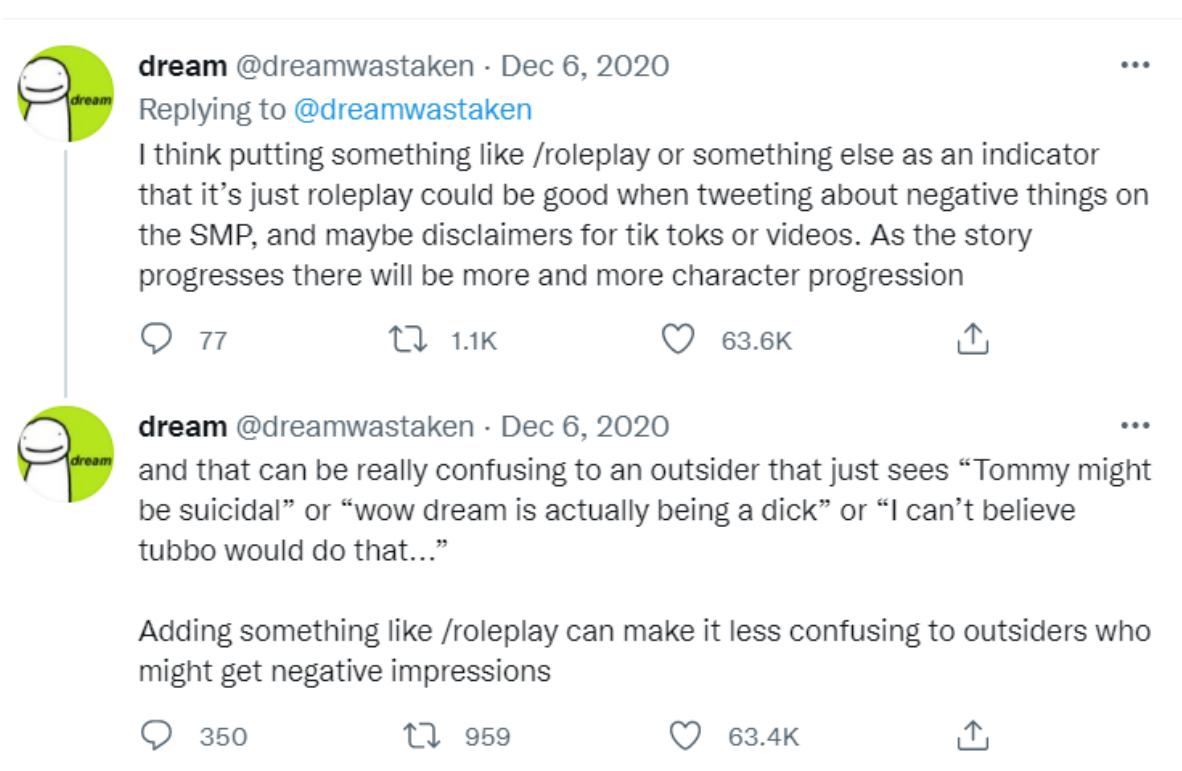 dream @dreamwastaken · Dec 6, 2020
Replying to @dreamwastaken
I think putting something like /roleplay or something else as an indicator
that it’s just roleplay could be good when tweeting about negative things on
the SMP, and maybe disclaimers for tik toks or videos. As the story
progresses there will be more and more character progression
77 1.1K 63.6K
dream
dream @dreamwastaken · Dec 6, 2020
and that can be really confusing to an outsider that just sees “Tommy might
be suicidal” or “wow dream is actually being a dick” or “I can’t believe
tubbo would do that...”
Adding something like /roleplay can make it less confusing to outsiders who
might get negative impressions
350 959 63.4K
dream